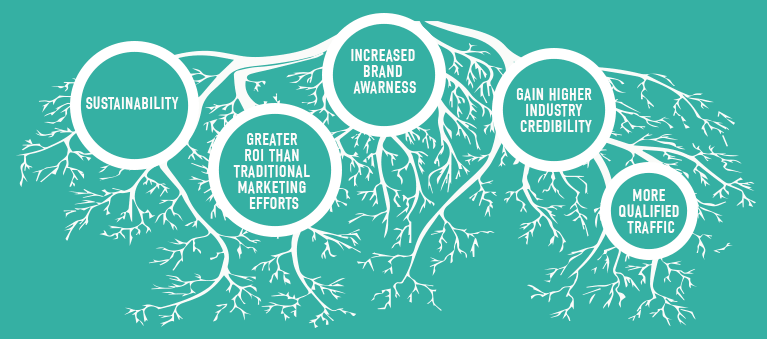 SUSTAINABILITY
GREATER
ROI THAN
TRADITIONAL
MARKETING
EFFORTS
INCREASED
BRAND
AWARNESS
GAIN HIGHER
INDUSTRY
CREDIBILITY
MORE
QUALIFIED
TRAFFIC